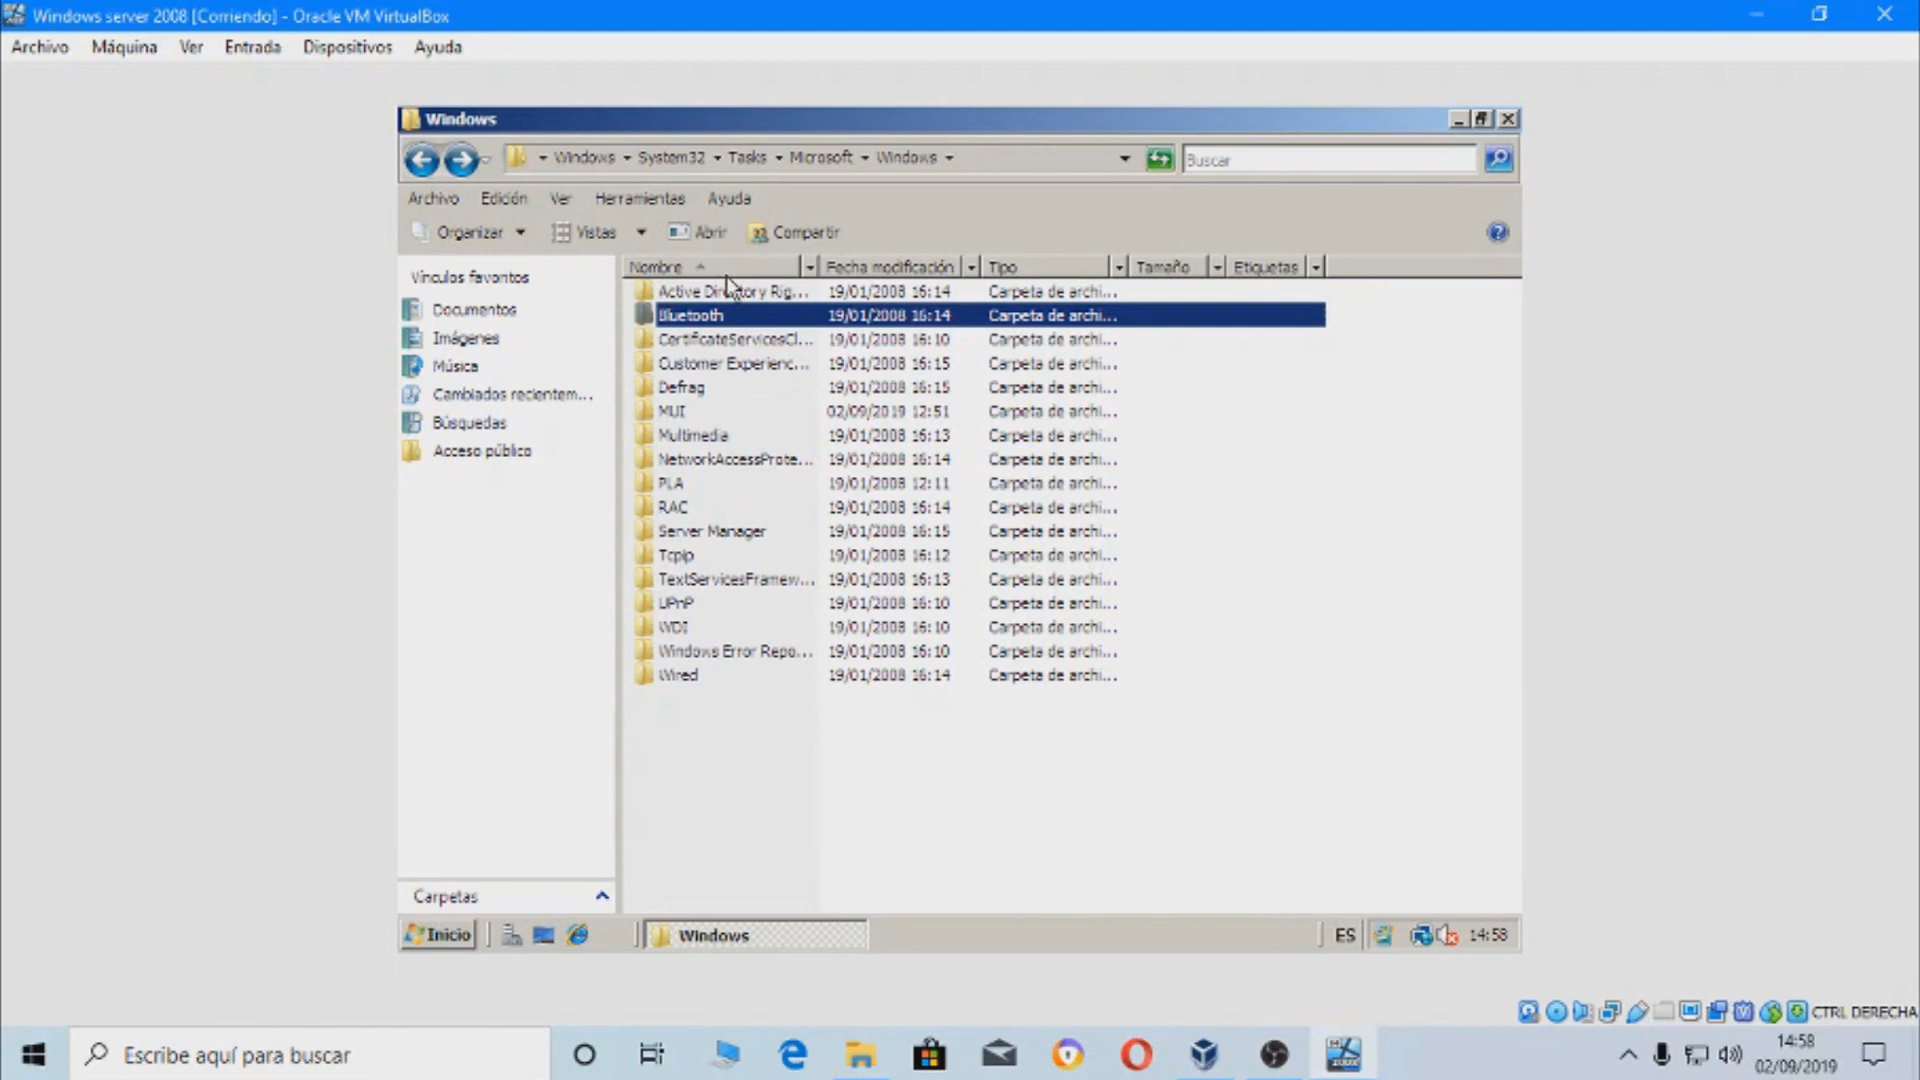 Windows server 2008 [Corriendo] - Oracle VM VirtualBox
Archivo Máquina Ver Entrada Dispositivos Ayuda
Windows
Windows System32 Tasks Microsoft Windows Buscar
Archivo Edición Ver Herramientas Ayuda
Organizar Vistas Abrir Compartir
Vínculos favoritos
Documentos
Imágenes
Música
Cambiados recientem...
Búsquedas
Acceso público
Carpetas
Nombre Fecha modificación Tipo Tamaño Etiquetas
Active Directory Rig... 19/01/2008 16:14 Carpeta de archi...
Bluetooth 19/01/2008 16:14 Carpeta de archi...
CertificateServicesCl... 19/01/2008 16:10 Carpeta de archi...
Customer Experienc... 19/01/2008 16:15 Carpeta de archi...
Defrag 19/01/2008 16:15 Carpeta de archi...
MUI 02/09/2019 12:51 Carpeta de archi...
Multimedia 19/01/2008 16:13 Carpeta de archi...
NetworkAccessProte... 19/01/2008 16:14 Carpeta de archi...
PLA 19/01/2008 12:11 Carpeta de archi...
RAC 19/01/2008 16:14 Carpeta de archi...
Server Manager 19/01/2008 16:15 Carpeta de archi...
Tcpip 19/01/2008 16:12 Carpeta de archi...
TextServicesFramew... 19/01/2008 16:13 Carpeta de archi...
UPnP 19/01/2008 16:10 Carpeta de archi...
WDI 19/01/2008 16:10 Carpeta de archi...
Windows Error Repo... 19/01/2008 16:10 Carpeta de archi...
Wired 19/01/2008 16:14 Carpeta de archi...
Inicio Windows ES 14:58
CTRL DERECHA
Escribe aquí para buscar
14:58
02/09/2019